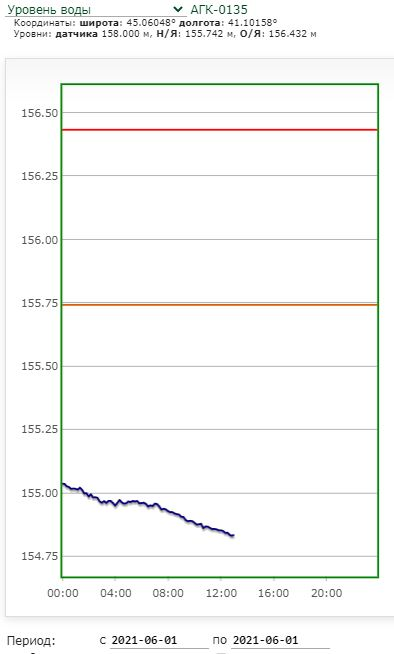 Уровень воды АГК-0135
Координаты: широта: 45.06048° долгота: 41.10158°
Уровни: датчика 158.000 м, Н/Я: 155.742 м, О/Я: 156.432 м
156.50
156.25
156.00
155.75
155.50
155.25
155.00
154.75
00:00 04:00 08:00 12:00 16:00 20:00
Период: с 2021-06-01 по 2021-06-01